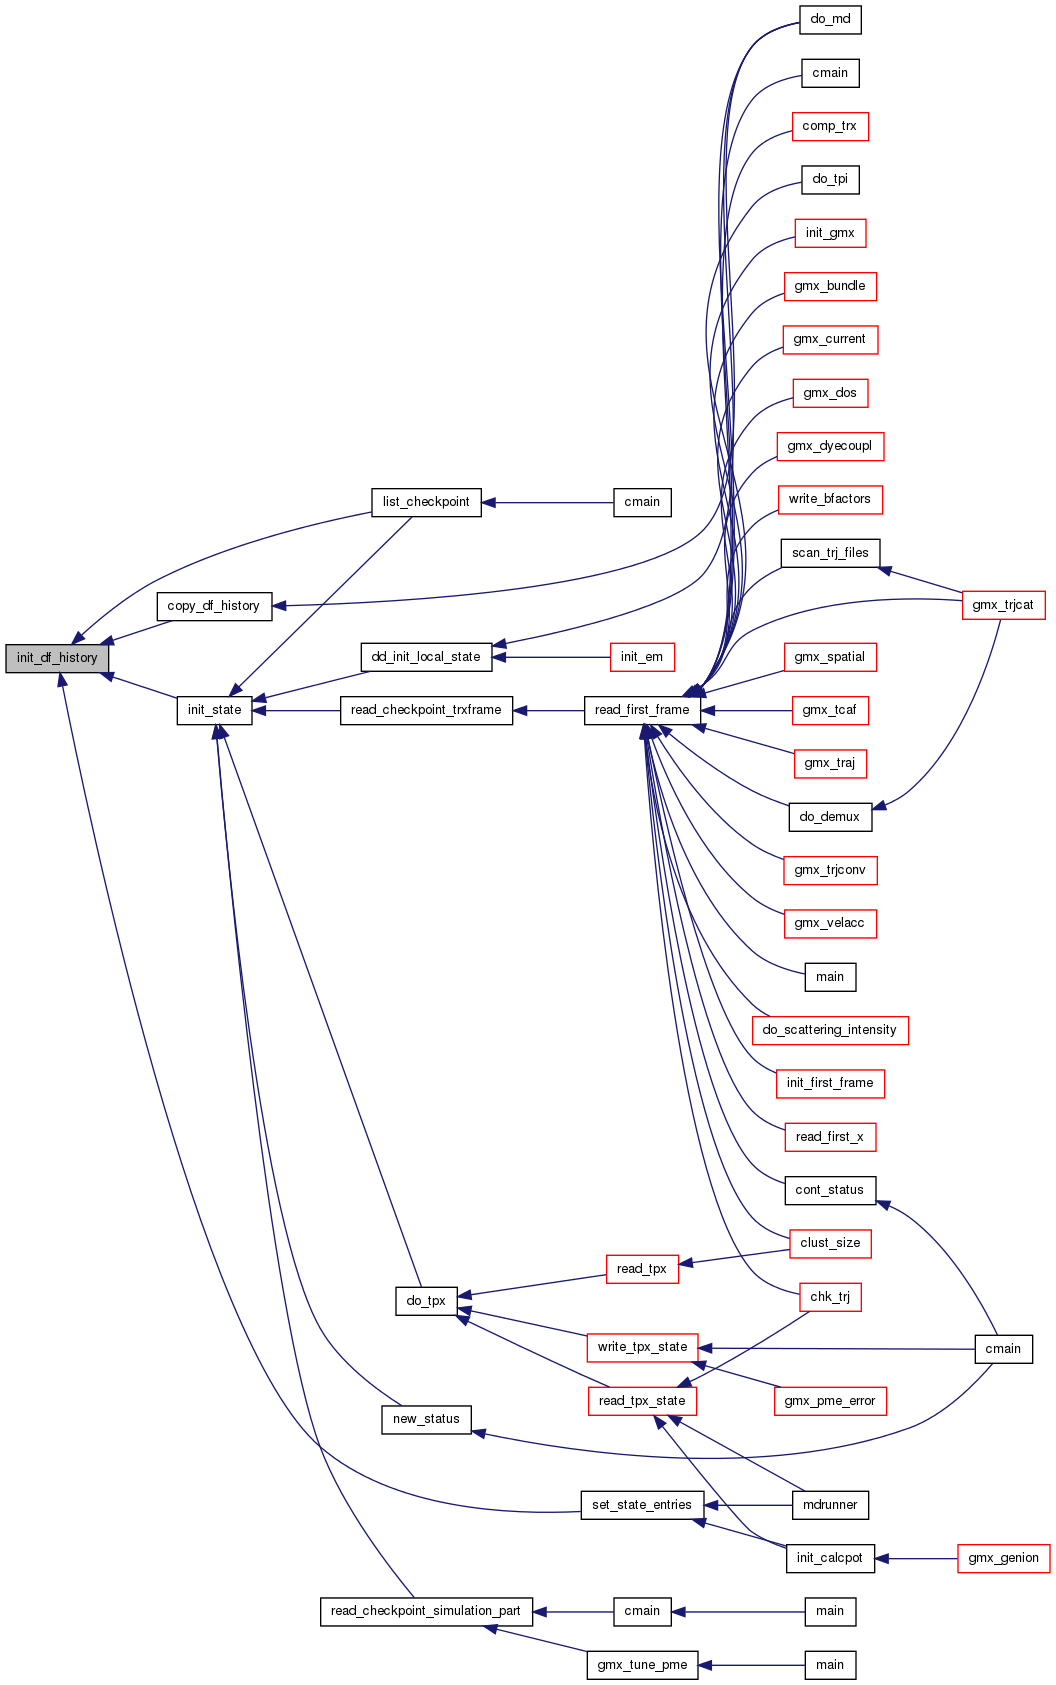 do_md
cmain
comp_trx
do_tpi
init_gmx
gmx_bundle
gmx_current
gmx_dos
gmx_dyecoupl
write_bfactors
list_checkpoint
cmain
scan_trj_files
copy_df_history
gmx_trjcat
init_df_history
dd_init_local_state
init_em
gmx_spatial
init_state
read_checkpoint_trxframe
read_first_frame
gmx_tcaf
gmx_traj
do_demux
gmx_trjconv
gmx_velacc
main
do_scattering_intensity
init_first_frame
read_first_x
cont_status
clust_size
read_tpx
do_tpx
chk_trj
write_tpx_state
cmain
read_tpx_state
gmx_pme_error
new_status
set_state_entries
mdrunner
init_calcpot
gmx_genion
read_checkpoint_simulation_part
cmain
main
gmx_tune_pme
main